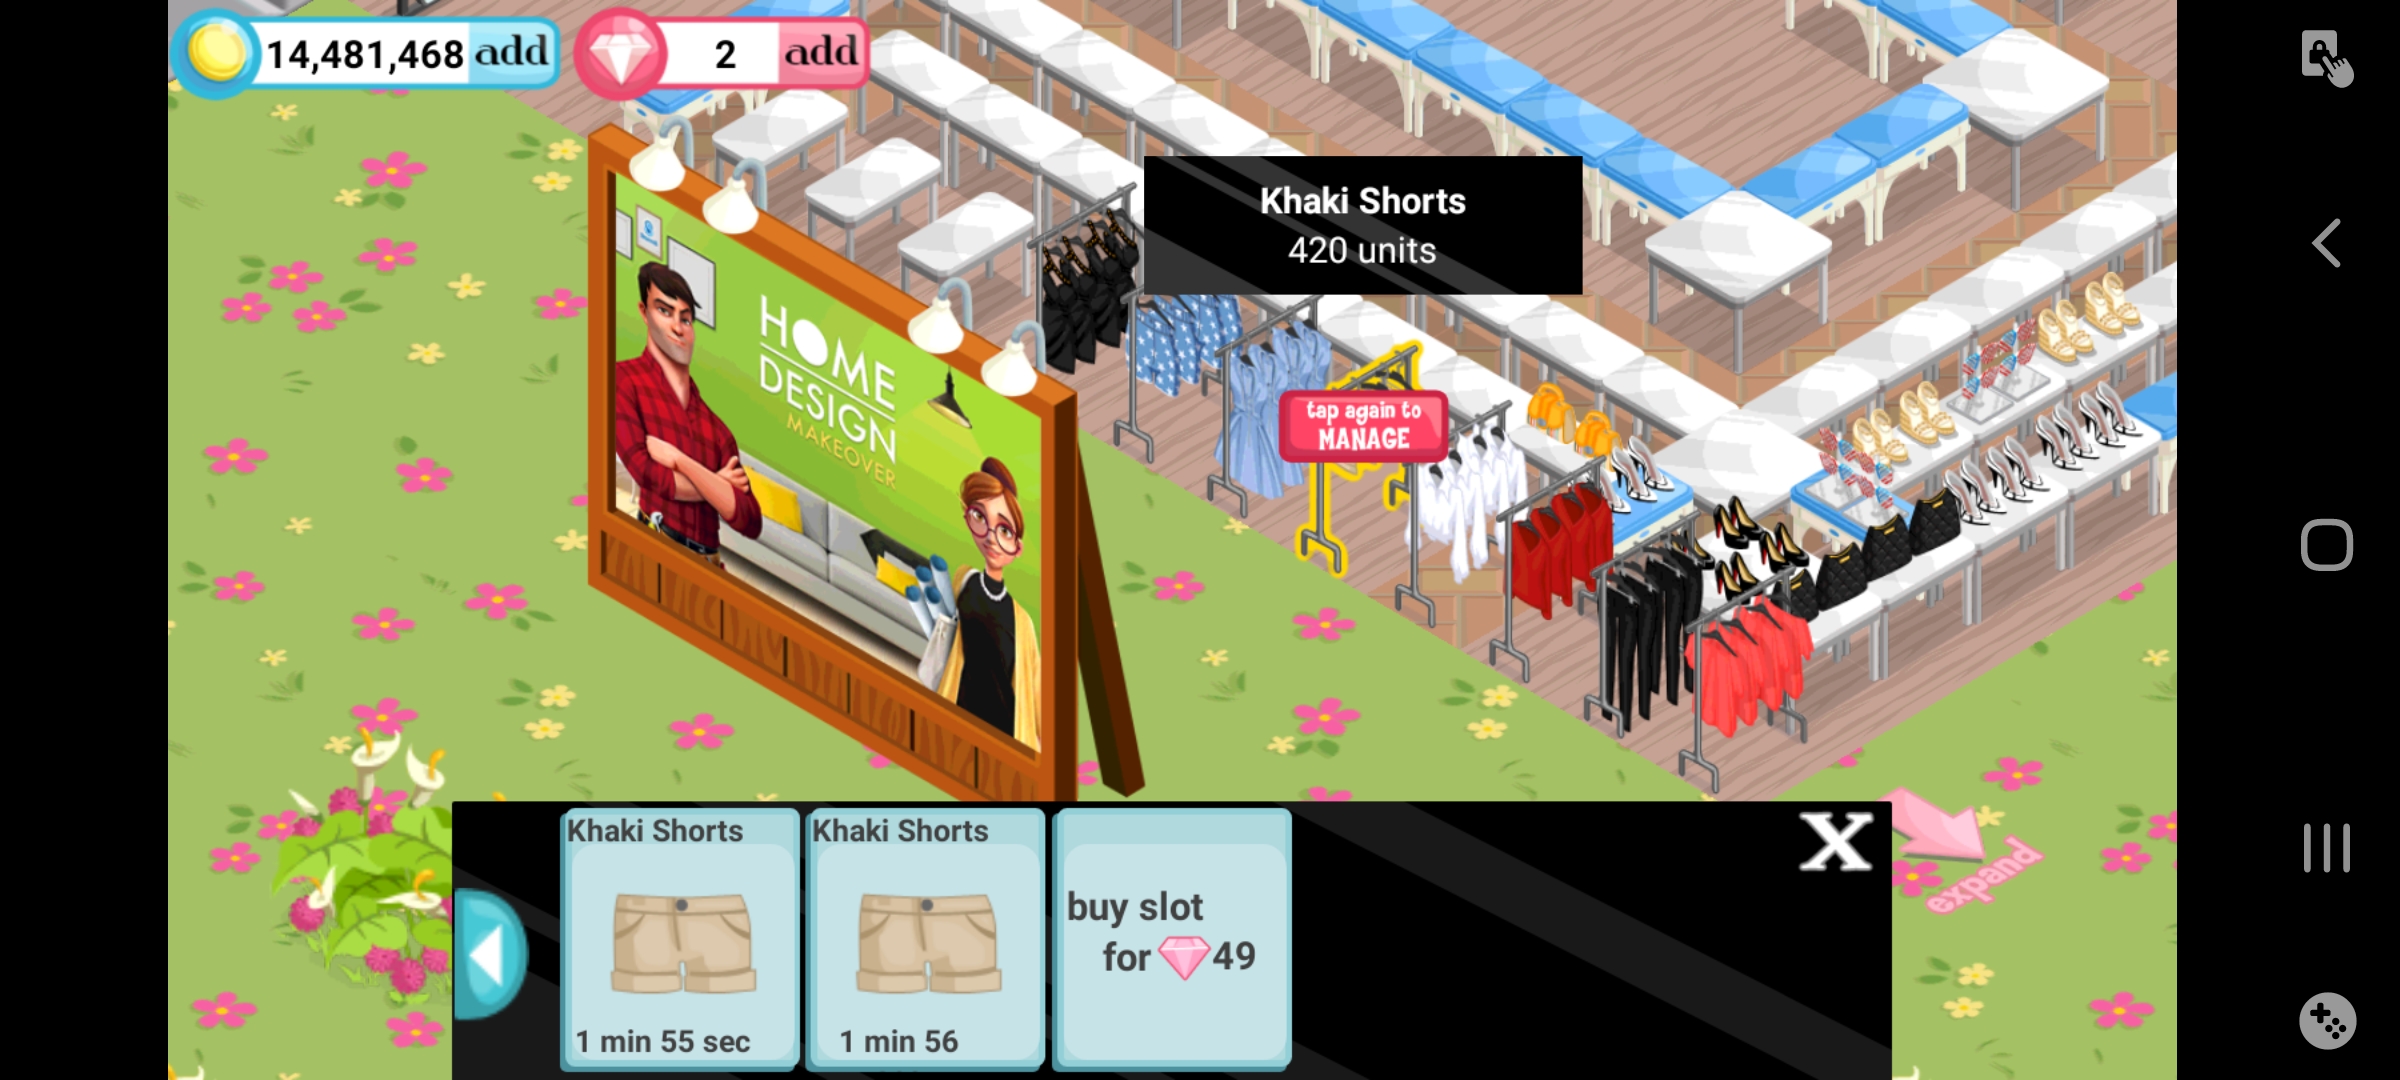 14,481,468 add
2 add
Khaki Shorts
420 units
HOME
DESIGN
MAKEOVER
tap again to
MANAGE
expand
Khaki Shorts
1 min 55 sec
Khaki Shorts
1 min 56
buy slot
for 49
X